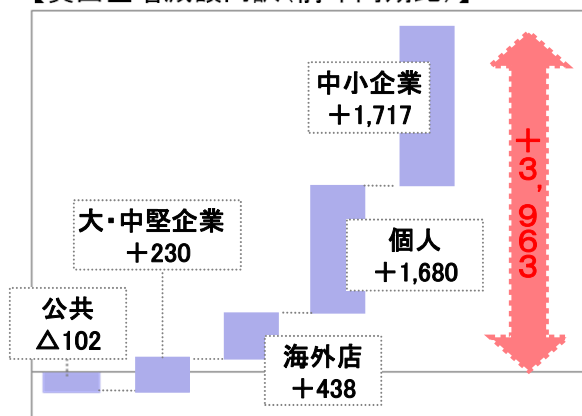 中小企業
＋1,717
大・中堅企業
＋230
個人
＋1,680
公共
△102
海外店
＋438
＋3,963